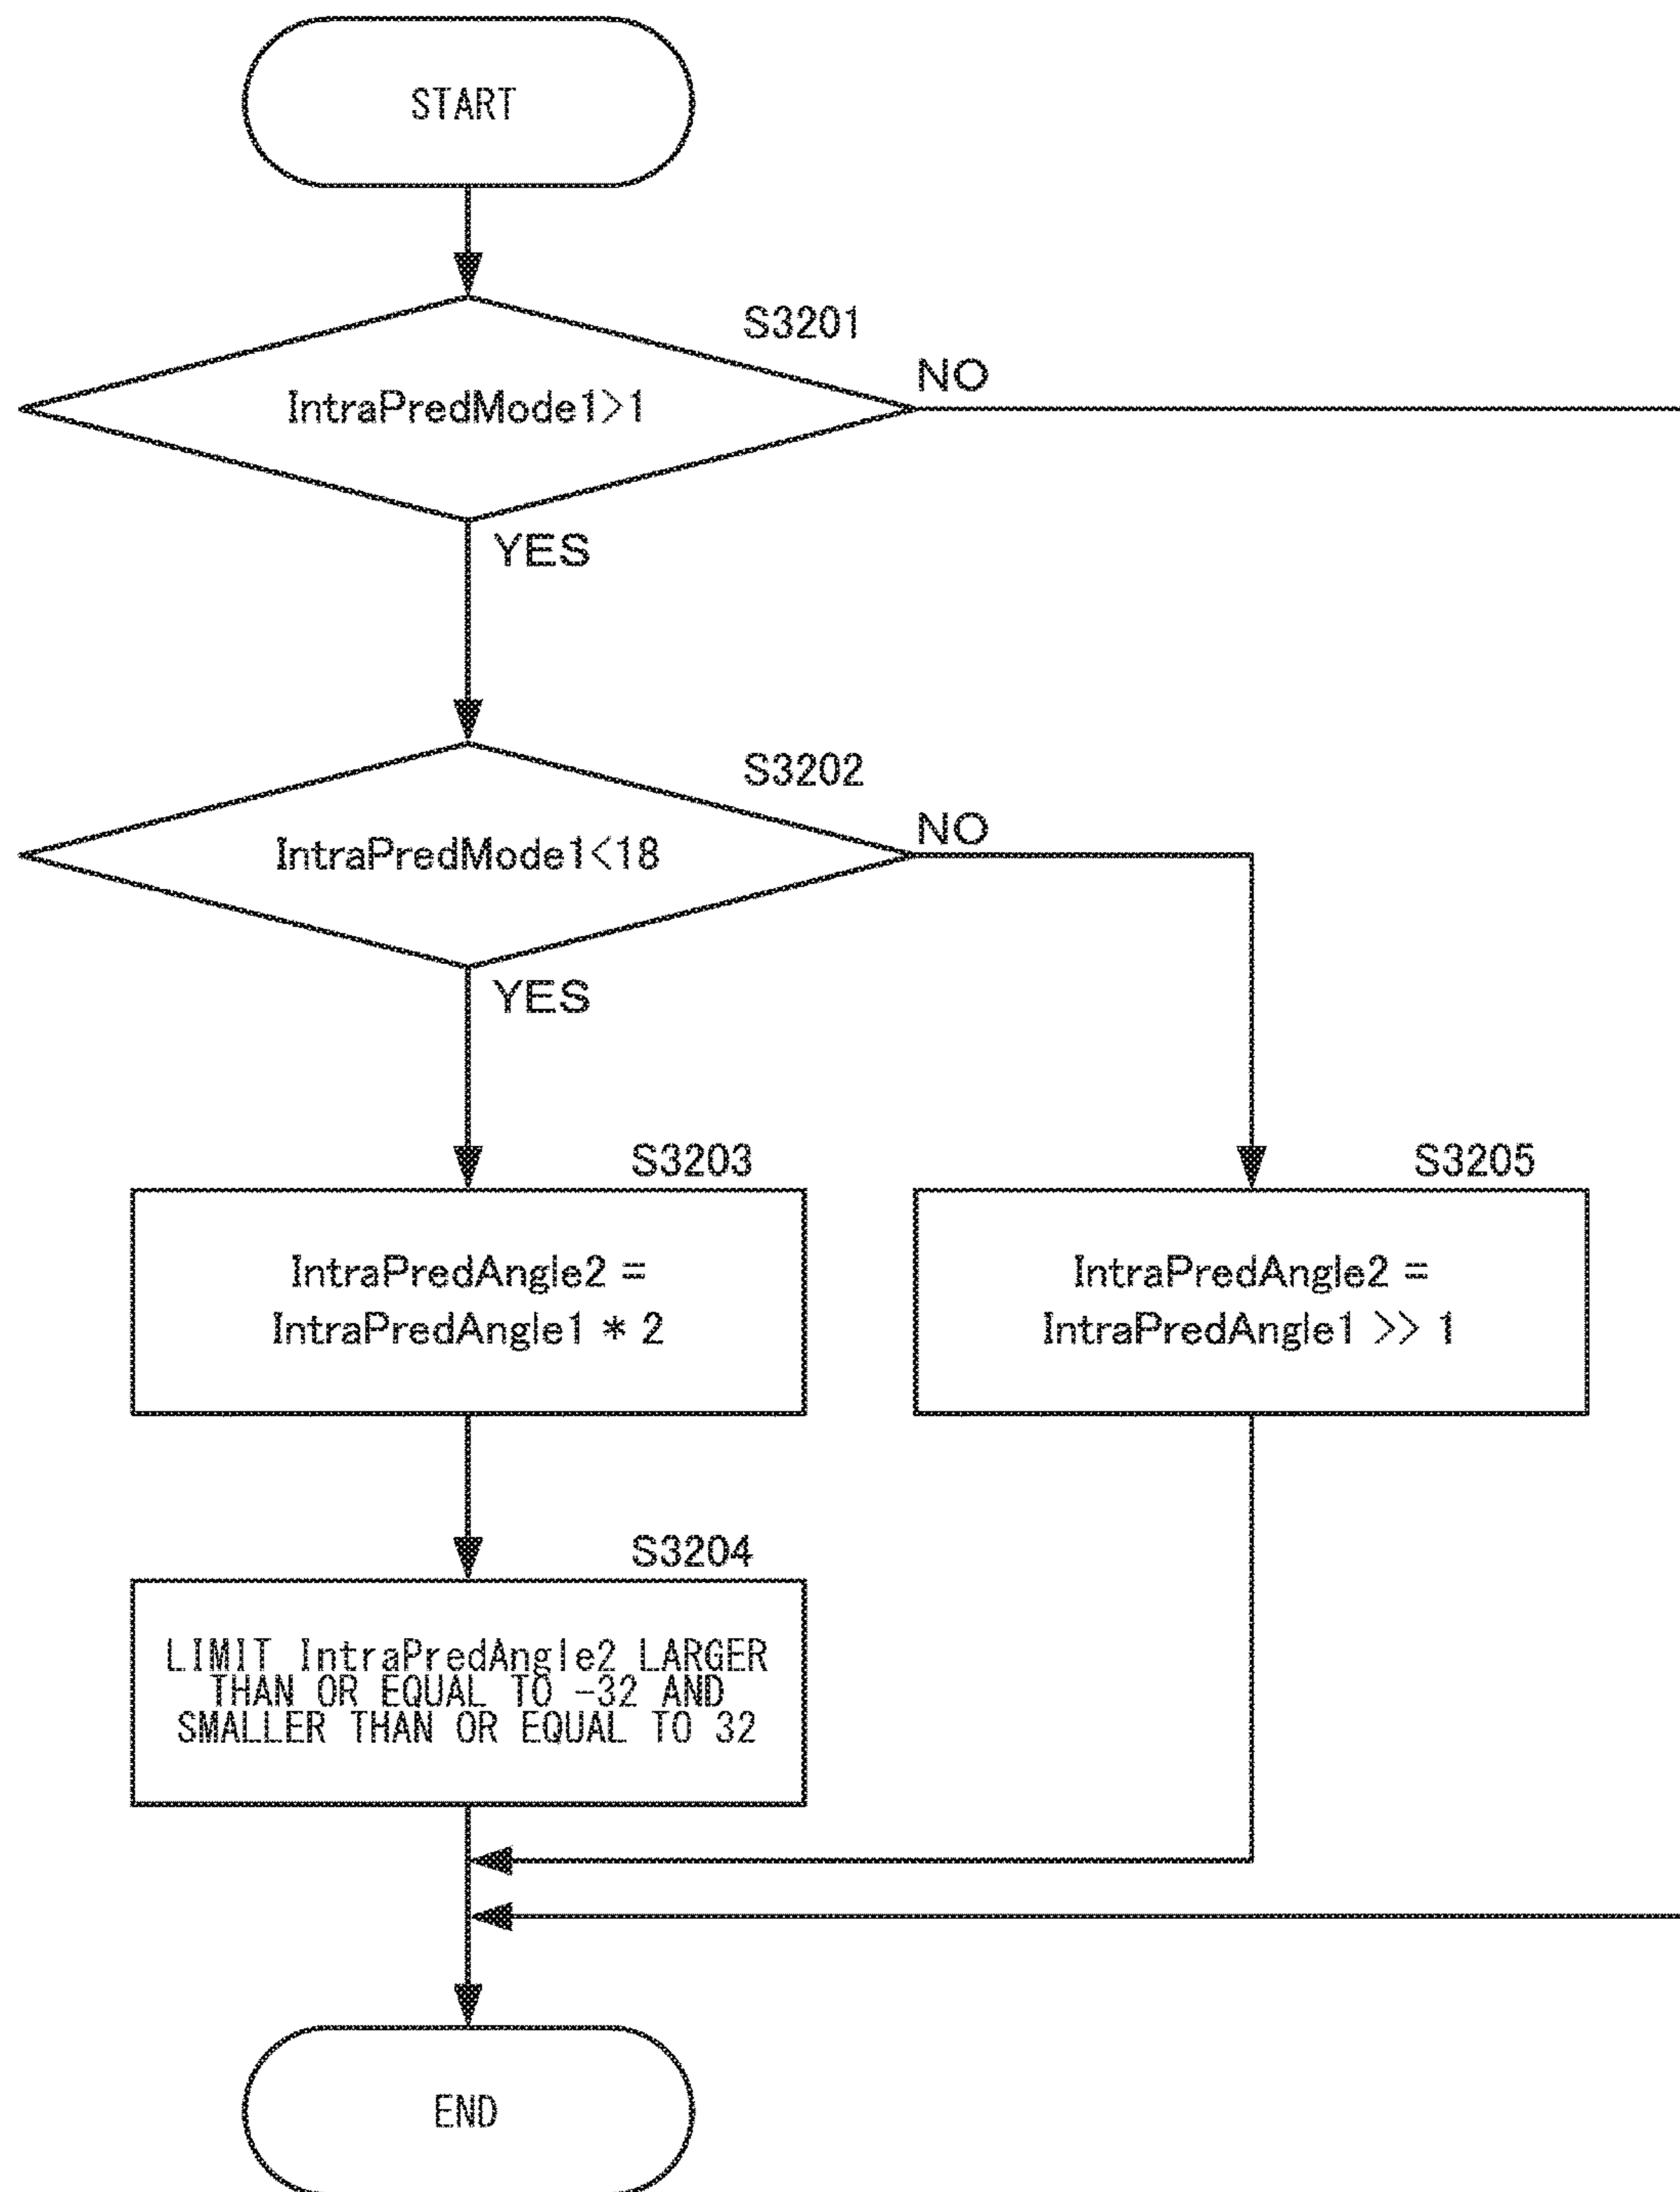 START
S3201
IntraPredMode1>1
NO
YES
S3202
IntraPredMode1<18
NO
YES
S3203
IntraPredAngle2 =
IntraPredAngle1 * 2
S3205
IntraPredAngle2 =
IntraPredAngle1 >> 1
S3204
LIMIT IntraPredAngle2 LARGER
THAN OR EQUAL TO -32 AND
SMALLER THAN OR EQUAL TO 32
END